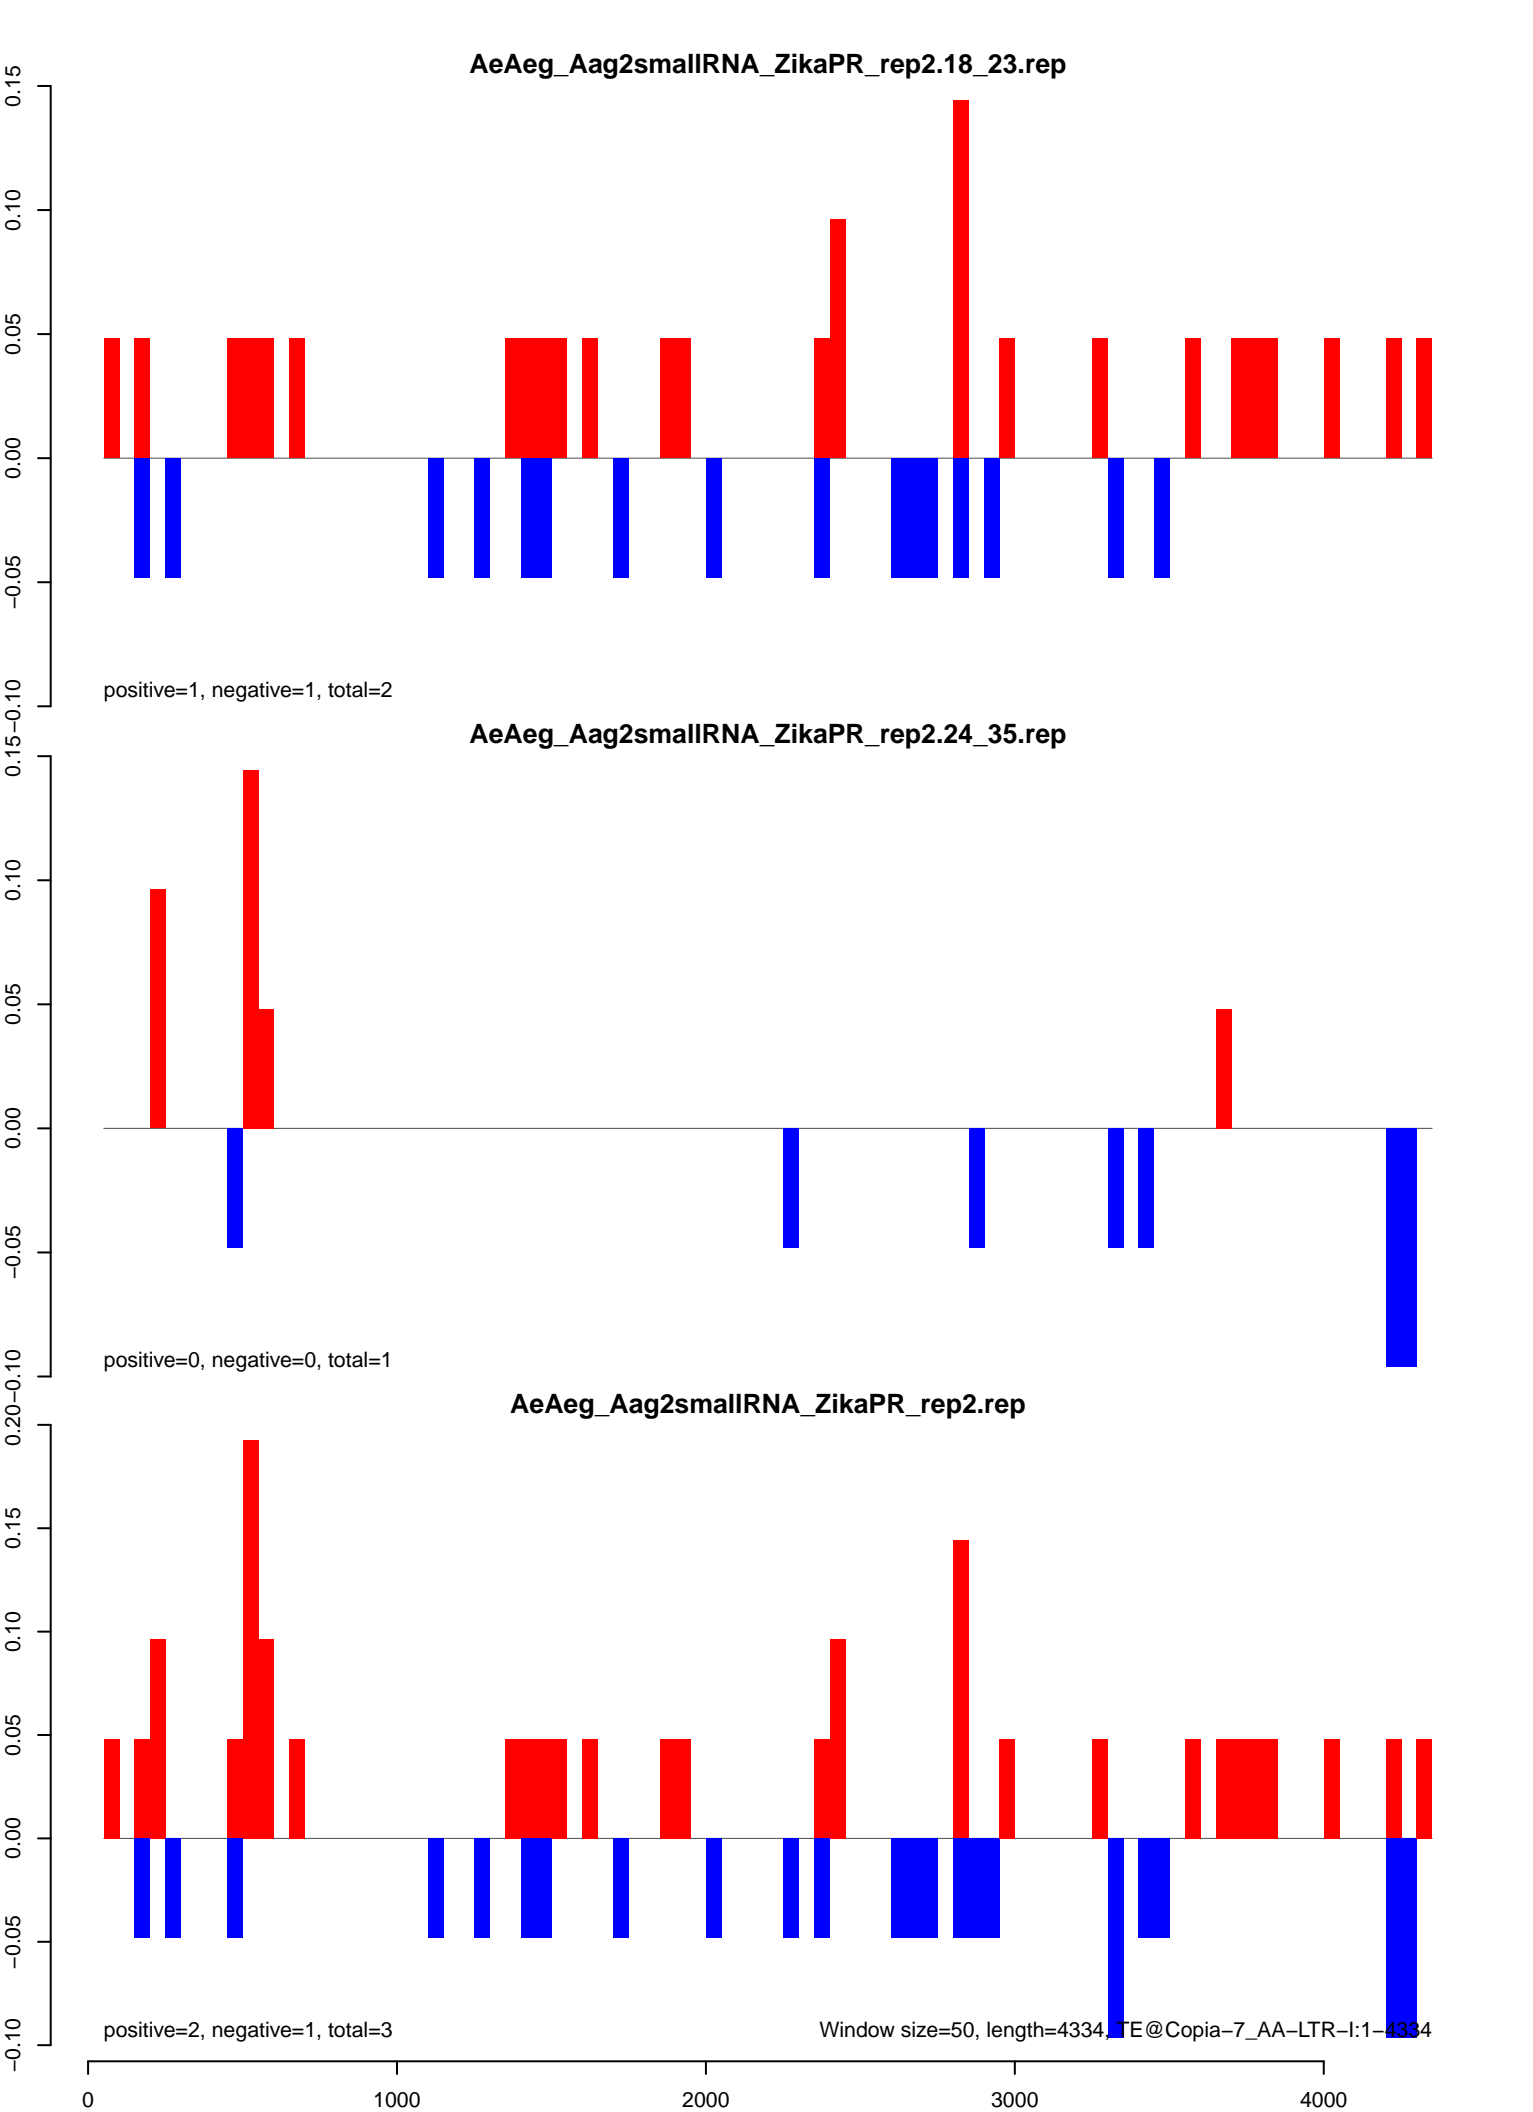 AeAeg_Aag2smallRNA_ZikaPR_rep2.18_23.rep
0.15
0.10
0.05
0.00
−0.05
−0.10
positive=1, negative=1, total=2
AeAeg_Aag2smallRNA_ZikaPR_rep2.24_35.rep
0.15
0.10
0.05
0.00
−0.05
−0.10
positive=0, negative=0, total=1
AeAeg_Aag2smallRNA_ZikaPR_rep2.rep
0.20
0.15
0.10
0.05
0.00
−0.05
−0.10
positive=2, negative=1, total=3
Window size=50, length=4334, TE@Copia−7_AA−LTR−I:1−4334
0 1000 2000 3000 4000